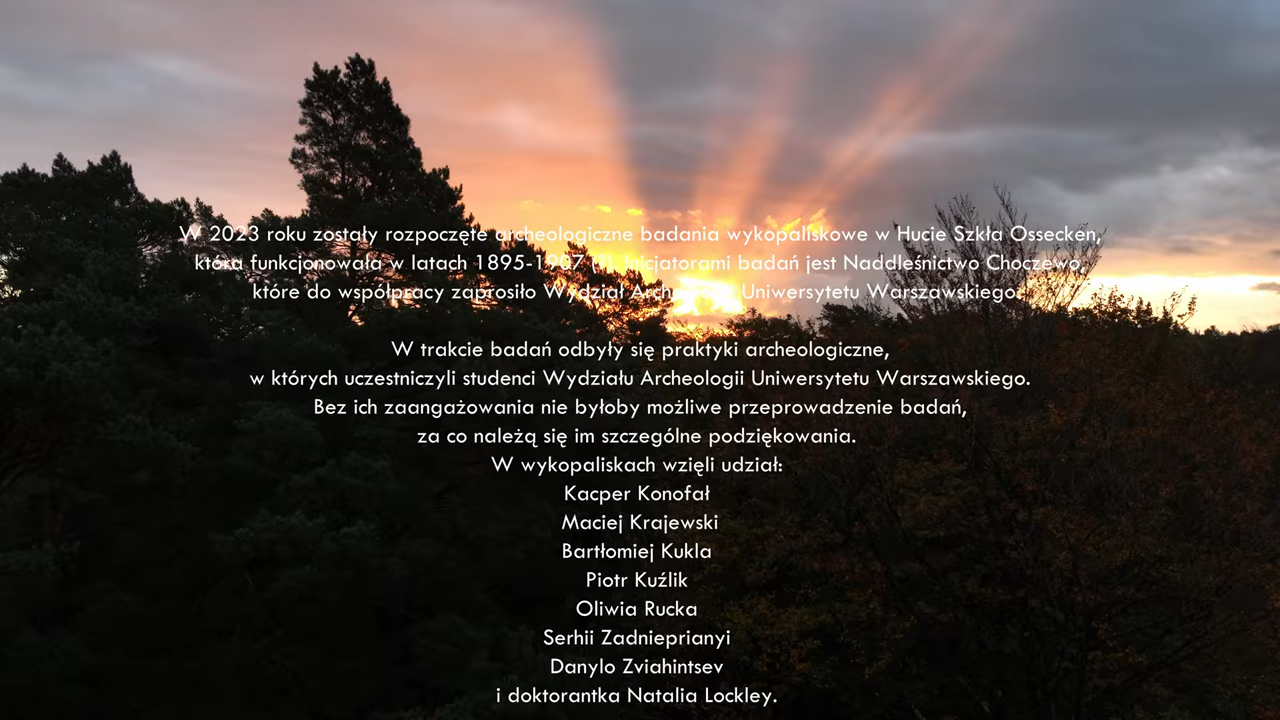 W 2023 roku zostały rozpoczęte archeologiczne badania wykopaliskowe w Hucie Szkła Ossecken,
która funkcjonowała w latach 1895-1907 (?). Inicjatorami badań jest Naddleśnictwo Choczewo,
które do współpracy zaprosiło Wydział Archeologii Uniwersytetu Warszawskiego.
W trakcie badań odbyły się praktyki archeologiczne,
w których uczestniczyli studenci Wydziału Archeologii Uniwersytetu Warszawskiego.
Bez ich zaangażowania nie byłoby możliwe przeprowadzenie badań,
za co należą się im szczególne podziękowania.
W wykopaliskach wzięli udział:
Kacper Konofał
Maciej Krajewski
Bartłomiej Kukla
Piotr Kuźlik
Oliwia Rucka
Serhii Zadnieprianyi
Danylo Zviahintsev
i doktorantka Natalia Lockley.